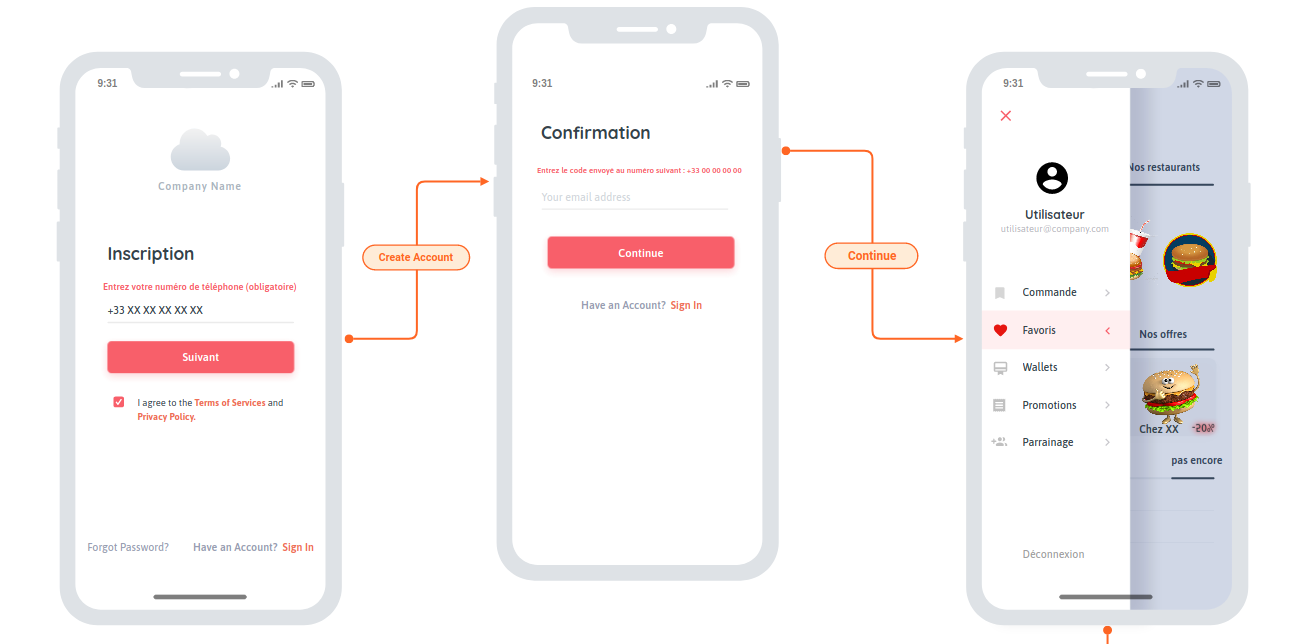 9:31
Company Name
Inscription
Entrez votre numéro de téléphone (obligatoire)
+33 XX XX XX XX XX
Suivant
I agree to the Terms of Services and
Privacy Policy.
Forgot Password?
Have an Account? Sign In
Create Account
9:31
Confirmation
Entrez le code envoyé au numéro suivant : +33 00 00 00 00
Your email address
Continue
Have an Account? Sign In
Continue
9:31
Utilisateur
utilisateur@company.com
Commande
Favoris
Wallets
Promotions
Parrainage
Déconnexion
Nos restaurants
Nos offres
Chez XX
-20%
pas encore